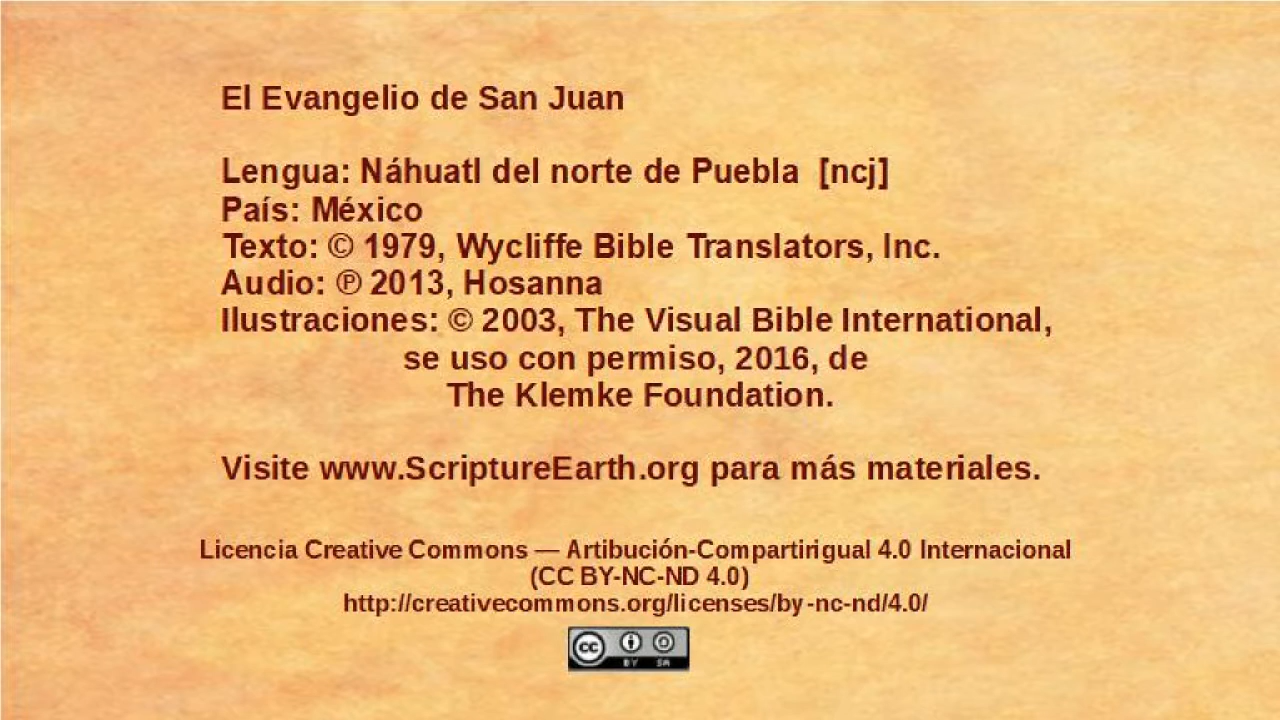 El Evangelio de San Juan
Lengua: Náhuatl del norte de Puebla [ncj]
País: México
Texto: © 1979, Wycliffe Bible Translators, Inc.
Audio: ℗ 2013, Hosanna
Ilustraciones: © 2003, The Visual Bible International,
se uso con permiso, 2016, de
The Klemke Foundation.
Visite www.ScriptureEarth.org para más materiales.
Licencia Creative Commons — Artibución-Compartirigual 4.0 Internacional
(CC BY-NC-ND 4.0)
http://creativecommons.org/licenses/by-nc-nd/4.0/
cc BY SA